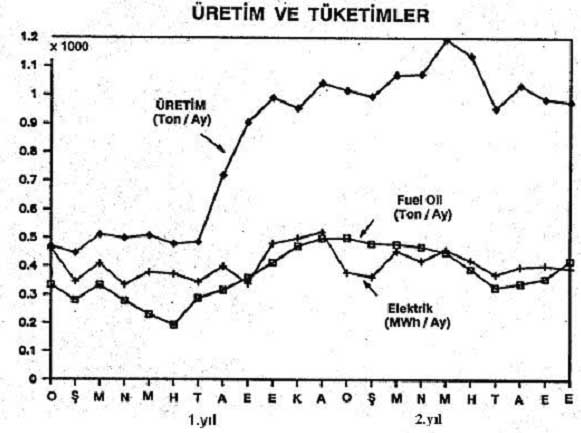 ÜRETİM VE TÜKETİMLER
1.2
x 1000
1.1
1
0.9
0.8
0.7
0.6
0.5
0.4
0.3
0.2
0.1
0
ÜRETİM
(Ton / Ay)
Fuel Oil
(Ton / Ay)
Elektrik
(MWh / Ay)
O Ş M N M H T A E E K A O Ş M N M H T A E E
1.yıl 2.yıl